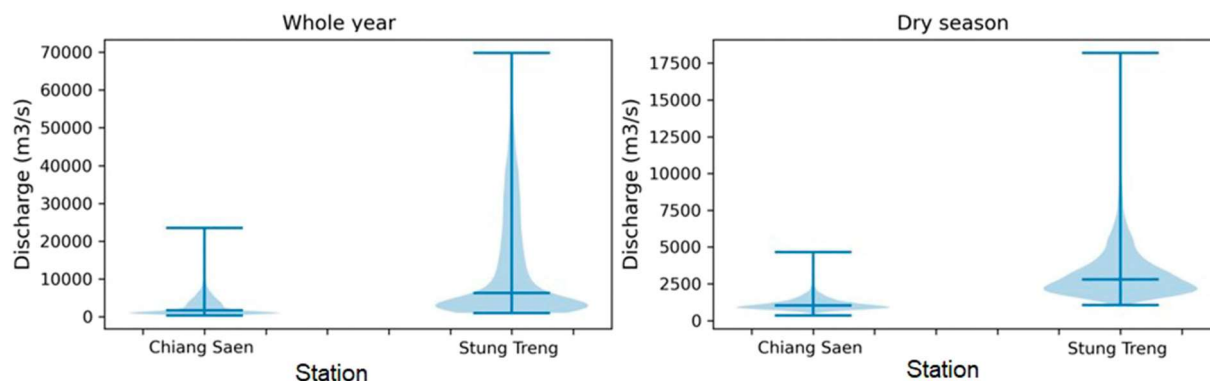 Whole year
Discharge (m3/s)
70000
60000
50000
40000
30000
20000
10000
0
Chiang Saen
Stung Treng
Station
Dry season
Discharge (m3/s)
17500
15000
12500
10000
7500
5000
2500
0
Chiang Saen
Stung Treng
Station